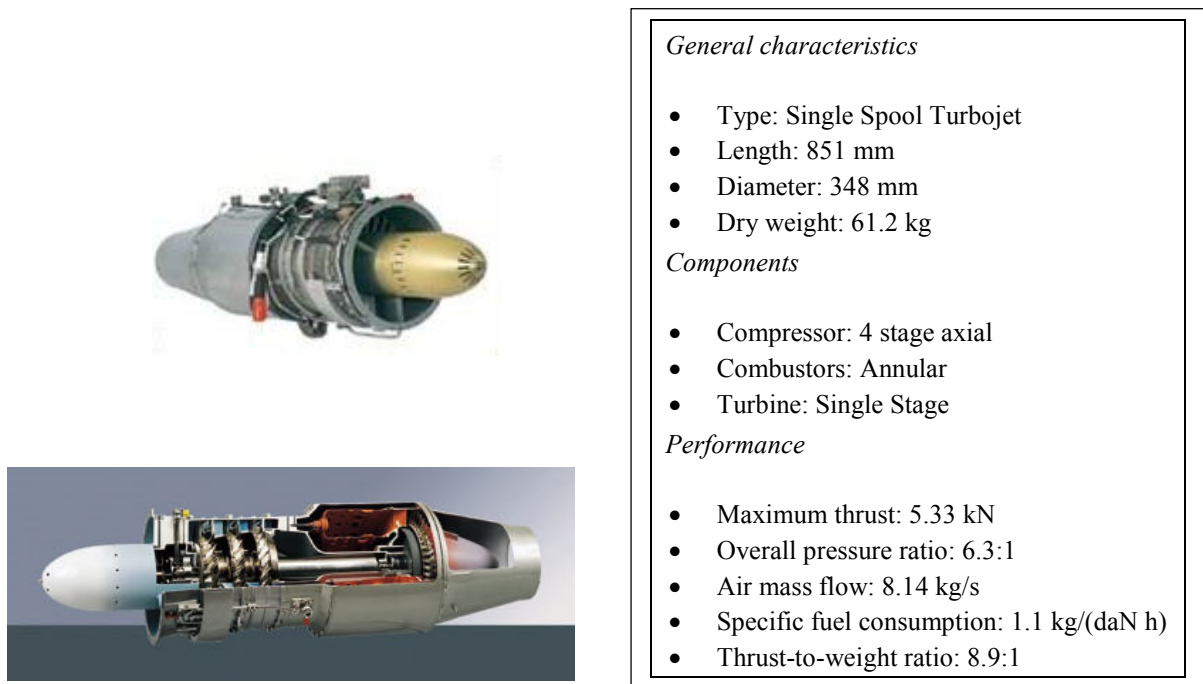 General characteristics
• Type: Single Spool Turbojet
• Length: 851 mm
• Diameter: 348 mm
• Dry weight: 61.2 kg
Components
• Compressor: 4 stage axial
• Combustors: Annular
• Turbine: Single Stage
Performance
• Maximum thrust: 5.33 kN
• Overall pressure ratio: 6.3:1
• Air mass flow: 8.14 kg/s
• Specific fuel consumption: 1.1 kg/(daN h)
• Thrust-to-weight ratio: 8.9:1